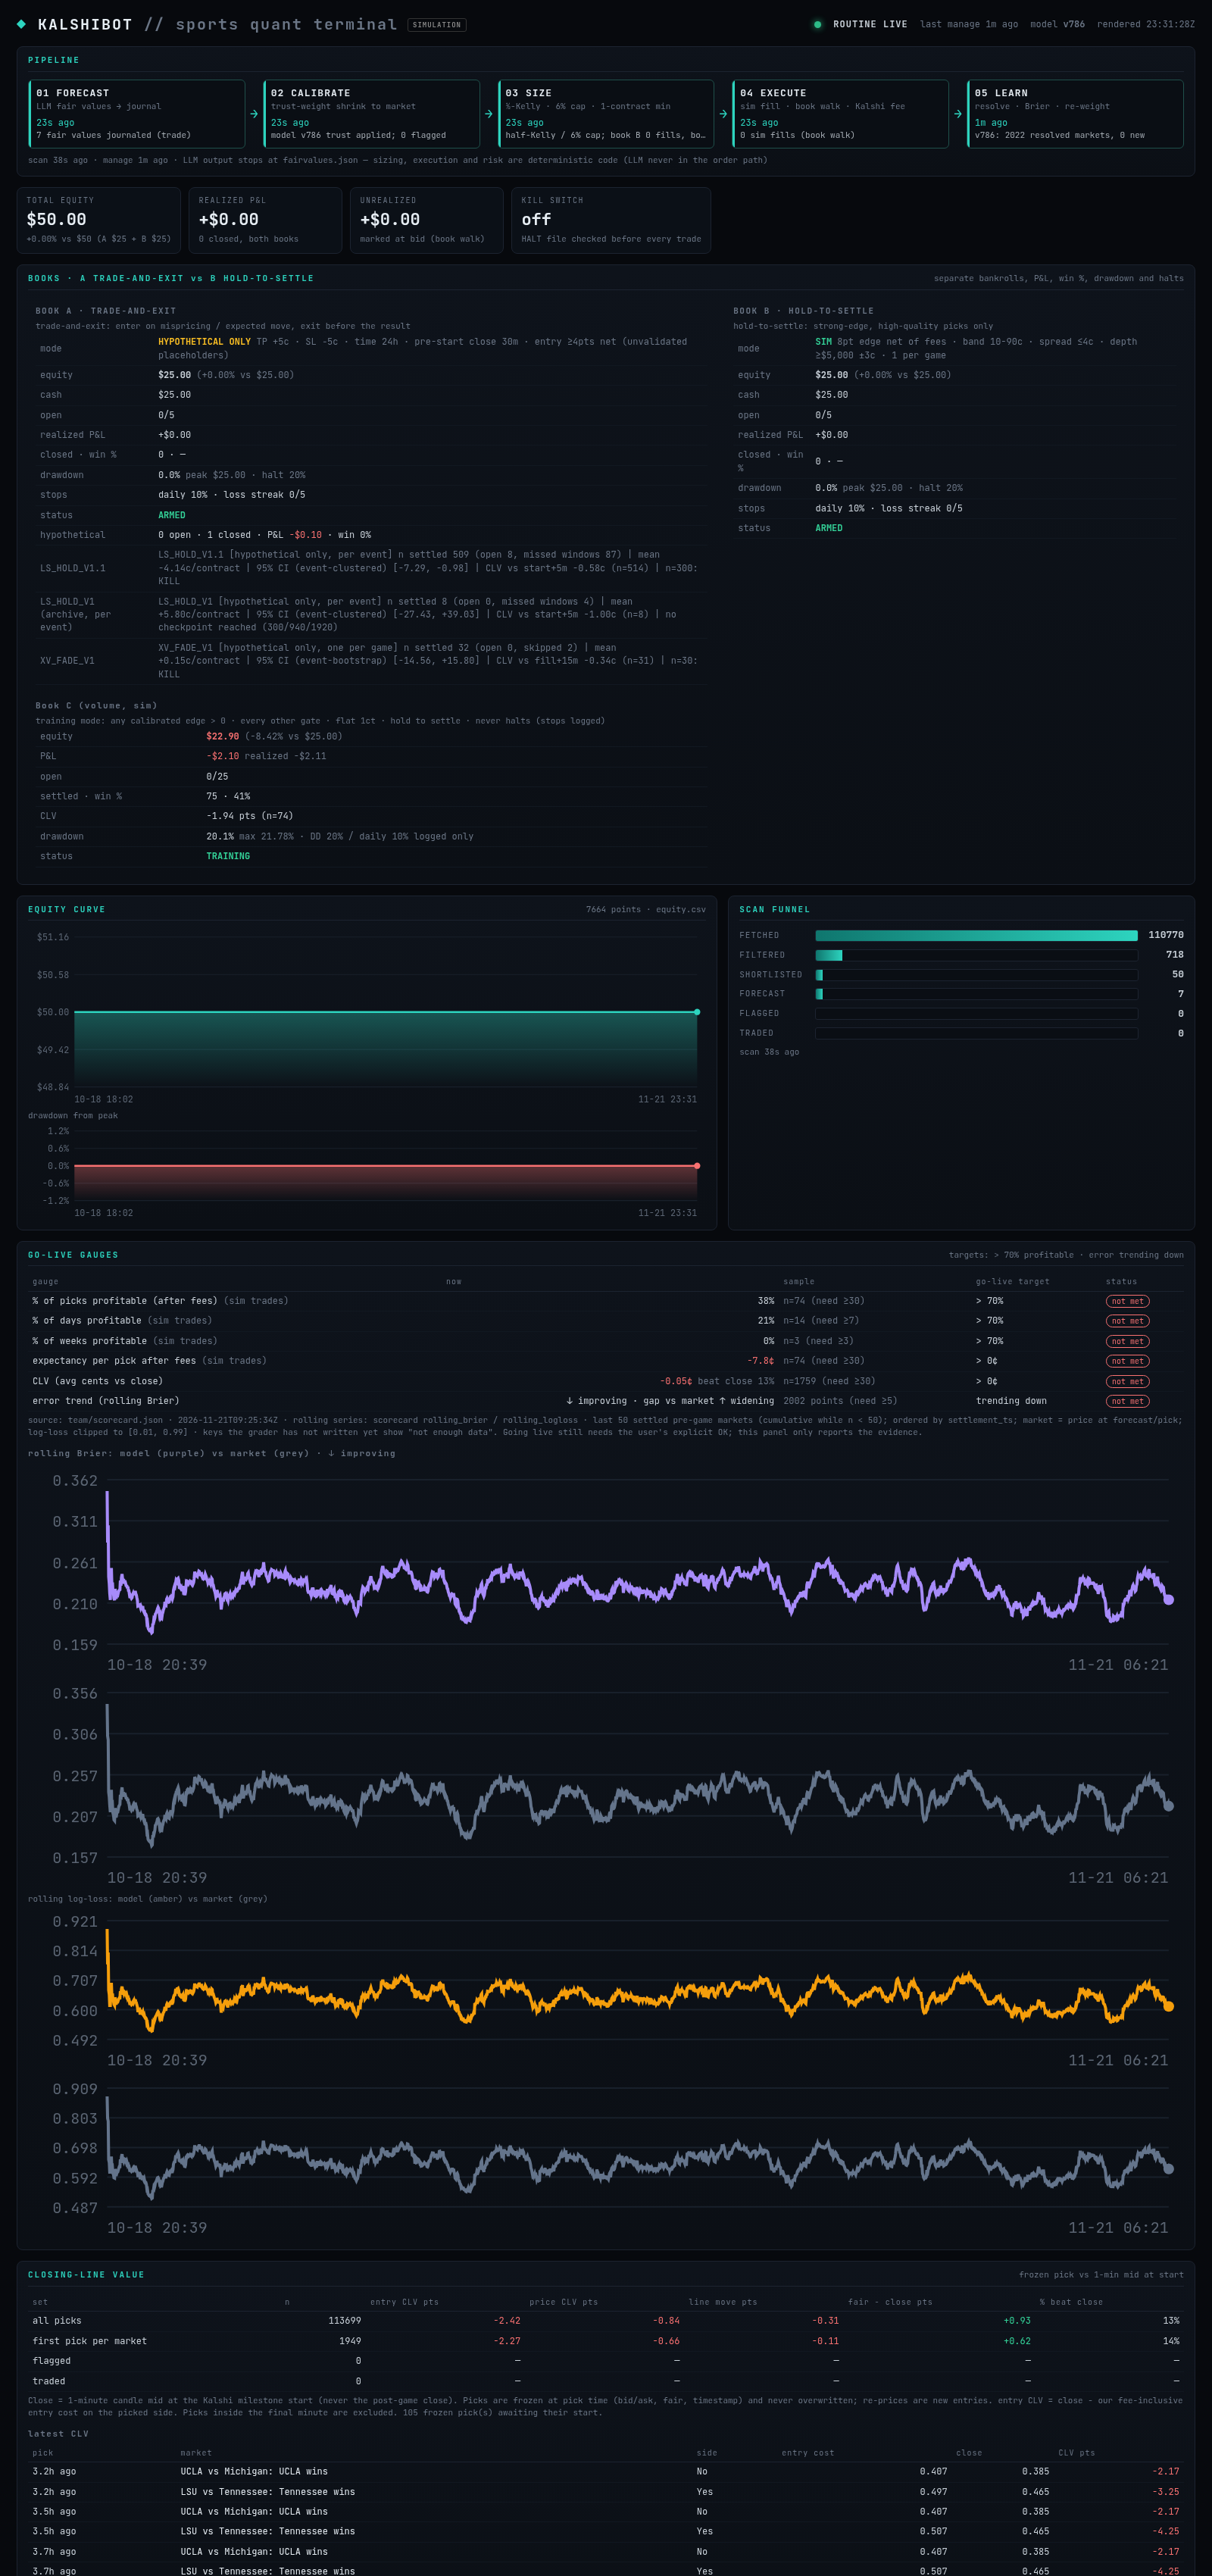 ◆ KALSHIBOT // sports quant terminal SIMULATION
ROUTINE LIVE last manage 1m ago model v786 rendered 23:31:28Z
PIPELINE
01 FORECAST
LLM fair values → journal
23s ago
7 fair values journaled (trade)
→
02 CALIBRATE
trust-weight shrink to market
23s ago
model v786 trust applied; 0 flagged
→
03 SIZE
½-Kelly · 6% cap · 1-contract min
23s ago
half-Kelly / 6% cap; book B 0 fills, bo…
→
04 EXECUTE
sim fill · book walk · Kalshi fee
23s ago
0 sim fills (book walk)
→
05 LEARN
resolve · Brier · re-weight
1m ago
v786: 2022 resolved markets, 0 new
scan 38s ago · manage 1m ago · LLM output stops at fairvalues.json — sizing, execution and risk are deterministic code (LLM never in the order path)
TOTAL EQUITY
$50.00
+0.00% vs $50 (A $25 + B $25)
REALIZED P&L
+$0.00
0 closed, both books
UNREALIZED
+$0.00
marked at bid (book walk)
KILL SWITCH
off
HALT file checked before every trade
BOOKS · A TRADE-AND-EXIT vs B HOLD-TO-SETTLE
separate bankrolls, P&L, win %, drawdown and halts
BOOK A · TRADE-AND-EXIT
trade-and-exit: enter on mispricing / expected move, exit before the result
mode HYPOTHETICAL ONLY TP +5c · SL -5c · time 24h · pre-start close 30m · entry ≥4pts net (unvalidated
placeholders)
equity $25.00 (+0.00% vs $25.00)
cash $25.00
open 0/5
realized P&L +$0.00
closed · win % 0 · —
drawdown 0.0% peak $25.00 · halt 20%
stops daily 10% · loss streak 0/5
status ARMED
hypothetical 0 open · 1 closed · P&L -$0.10 · win 0%
LS_HOLD_V1.1 LS_HOLD_V1.1 [hypothetical only, per event] n settled 509 (open 8, missed windows 87) | mean
-4.14c/contract | 95% CI (event-clustered) [-7.29, -0.98] | CLV vs start+5m -0.58c (n=514) | n=300:
KILL
LS_HOLD_V1 (archive, per event) LS_HOLD_V1 [hypothetical only, per event] n settled 8 (open 0, missed windows 4) | mean
+5.80c/contract | 95% CI (event-clustered) [-27.43, +39.03] | CLV vs start+5m -1.00c (n=8) | no
checkpoint reached (300/940/1920)
XV_FADE_V1 XV_FADE_V1 [hypothetical only, one per game] n settled 32 (open 0, skipped 2) | mean
+0.15c/contract | 95% CI (event-bootstrap) [-14.56, +15.80] | CLV vs fill+15m -0.34c (n=31) | n=30:
KILL
BOOK B · HOLD-TO-SETTLE
hold-to-settle: strong-edge, high-quality picks only
mode SIM 8pt edge net of fees · band 10-90c · spread ≤4c · depth
≥$5,000 ±3c · 1 per game
equity $25.00 (+0.00% vs $25.00)
cash $25.00
open 0/5
realized P&L +$0.00
closed · win % 0 · —
drawdown 0.0% peak $25.00 · halt 20%
stops daily 10% · loss streak 0/5
status ARMED
Book C (volume, sim)
training mode: any calibrated edge > 0 · every other gate · flat 1ct · hold to settle · never halts (stops logged)
equity $22.90 (-8.42% vs $25.00)
P&L -$2.10 realized -$2.11
open 0/25
settled · win % 75 · 41%
CLV -1.94 pts (n=74)
drawdown 20.1% max 21.78% · DD 20% / daily 10% logged only
status TRAINING
EQUITY CURVE
7664 points · equity.csv
$51.16
$50.58
$50.00
$49.42
$48.84
10-18 18:02 11-21 23:31
drawdown from peak
1.2%
0.6%
0.0%
-0.6%
-1.2%
10-18 18:02 11-21 23:31
SCAN FUNNEL
FETCHED 110770
FILTERED 718
SHORTLISTED 50
FORECAST 7
FLAGGED 0
TRADED 0
scan 38s ago
GO-LIVE GAUGES
targets: > 70% profitable · error trending down
gauge now sample go-live target status
% of picks profitable (after fees) (sim trades) 38% n=74 (need ≥30) > 70% not met
% of days profitable (sim trades) 21% n=14 (need ≥7) > 70% not met
% of weeks profitable (sim trades) 0% n=3 (need ≥3) > 70% not met
expectancy per pick after fees (sim trades) -7.8¢ n=74 (need ≥30) > 0¢ not met
CLV (avg cents vs close) -0.05¢ beat close 13% n=1759 (need ≥30) > 0¢ not met
error trend (rolling Brier) ↓ improving · gap vs market ↑ widening 2002 points (need ≥5) trending down not met
source: team/scorecard.json · 2026-11-21T09:25:34Z · rolling series: scorecard rolling_brier / rolling_logloss · last 50 settled pre-game markets (cumulative while n < 50); ordered by settlement_ts; market = price at forecast/pick;
log-loss clipped to [0.01, 0.99] · keys the grader has not written yet show "not enough data". Going live still needs the user's explicit OK; this panel only reports the evidence.
rolling Brier: model (purple) vs market (grey) · ↓ improving
0.362
0.311
0.261
0.210
0.159
10-18 20:39 11-21 06:21
0.356
0.306
0.257
0.207
0.157
10-18 20:39 11-21 06:21
rolling log-loss: model (amber) vs market (grey)
0.921
0.814
0.707
0.600
0.492
10-18 20:39 11-21 06:21
0.909
0.803
0.698
0.592
0.487
10-18 20:39 11-21 06:21
CLOSING-LINE VALUE
frozen pick vs 1-min mid at start
set n entry CLV pts price CLV pts line move pts fair - close pts % beat close
all picks 113699 -2.42 -0.84 -0.31 +0.93 13%
first pick per market 1949 -2.27 -0.66 -0.11 +0.62 14%
flagged 0 — — — — —
traded 0 — — — — —
Close = 1-minute candle mid at the Kalshi milestone start (never the post-game close). Picks are frozen at pick time (bid/ask, fair, timestamp) and never overwritten; re-prices are new entries. entry CLV = close - our fee-inclusive
entry cost on the picked side. Picks inside the final minute are excluded. 105 frozen pick(s) awaiting their start.
latest CLV
pick market side entry cost close CLV pts
3.2h ago UCLA vs Michigan: UCLA wins No 0.407 0.385 -2.17
3.2h ago LSU vs Tennessee: Tennessee wins Yes 0.497 0.465 -3.25
3.5h ago UCLA vs Michigan: UCLA wins No 0.407 0.385 -2.17
3.5h ago LSU vs Tennessee: Tennessee wins Yes 0.507 0.465 -4.25
3.7h ago UCLA vs Michigan: UCLA wins No 0.407 0.385 -2.17
3.7h ago LSU vs Tennessee: Tennessee wins Yes 0.507 0.465 -4.25